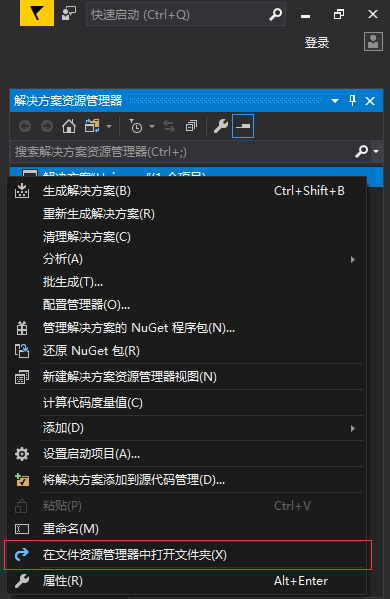 快速启动 (Ctrl+Q)
登录
解决方案资源管理器
搜索解决方案资源管理器(Ctrl+;)
生成解决方案(B) Ctrl+Shift+B
重新生成解决方案(R)
清理解决方案(C)
分析(A)
批生成(T)...
配置管理器(O)...
管理解决方案的 NuGet 程序包(N)...
还原 NuGet 包(R)
新建解决方案资源管理器视图(N)
计算代码度量值(C)
添加(D)
设置启动项目(A)...
将解决方案添加到源代码管理(D)...
粘贴(P) Ctrl+V
重命名(M)
在文件资源管理器中打开文件夹(X)
属性(R) Alt+Enter